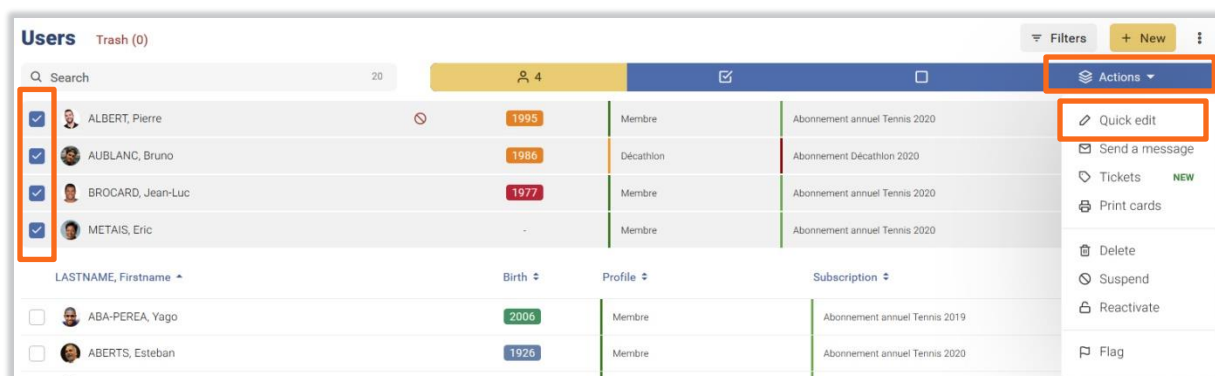 Users Trash (0) Filters + New
Search 20 4 Actions
ALBERT, Pierre 1995 Membre Abonnement annuel Tennis 2020 Quick edit
AUBLANC, Bruno 1986 Décathlon Abonnement Décathlon 2020 Send a message
Tickets NEW
BROCARD, Jean-Luc 1977 Membre Abonnement annuel Tennis 2020 Print cards
METAIS, Eric - Membre Abonnement annuel Tennis 2020
Delete
LASTNAME, Firstname Birth Profile Subscription Suspend
Reactivate
ABA-PEREA, Yago 2006 Membre Abonnement annuel Tennis 2019
ABERTS, Esteban 1926 Membre Abonnement annuel Tennis 2020 Flag